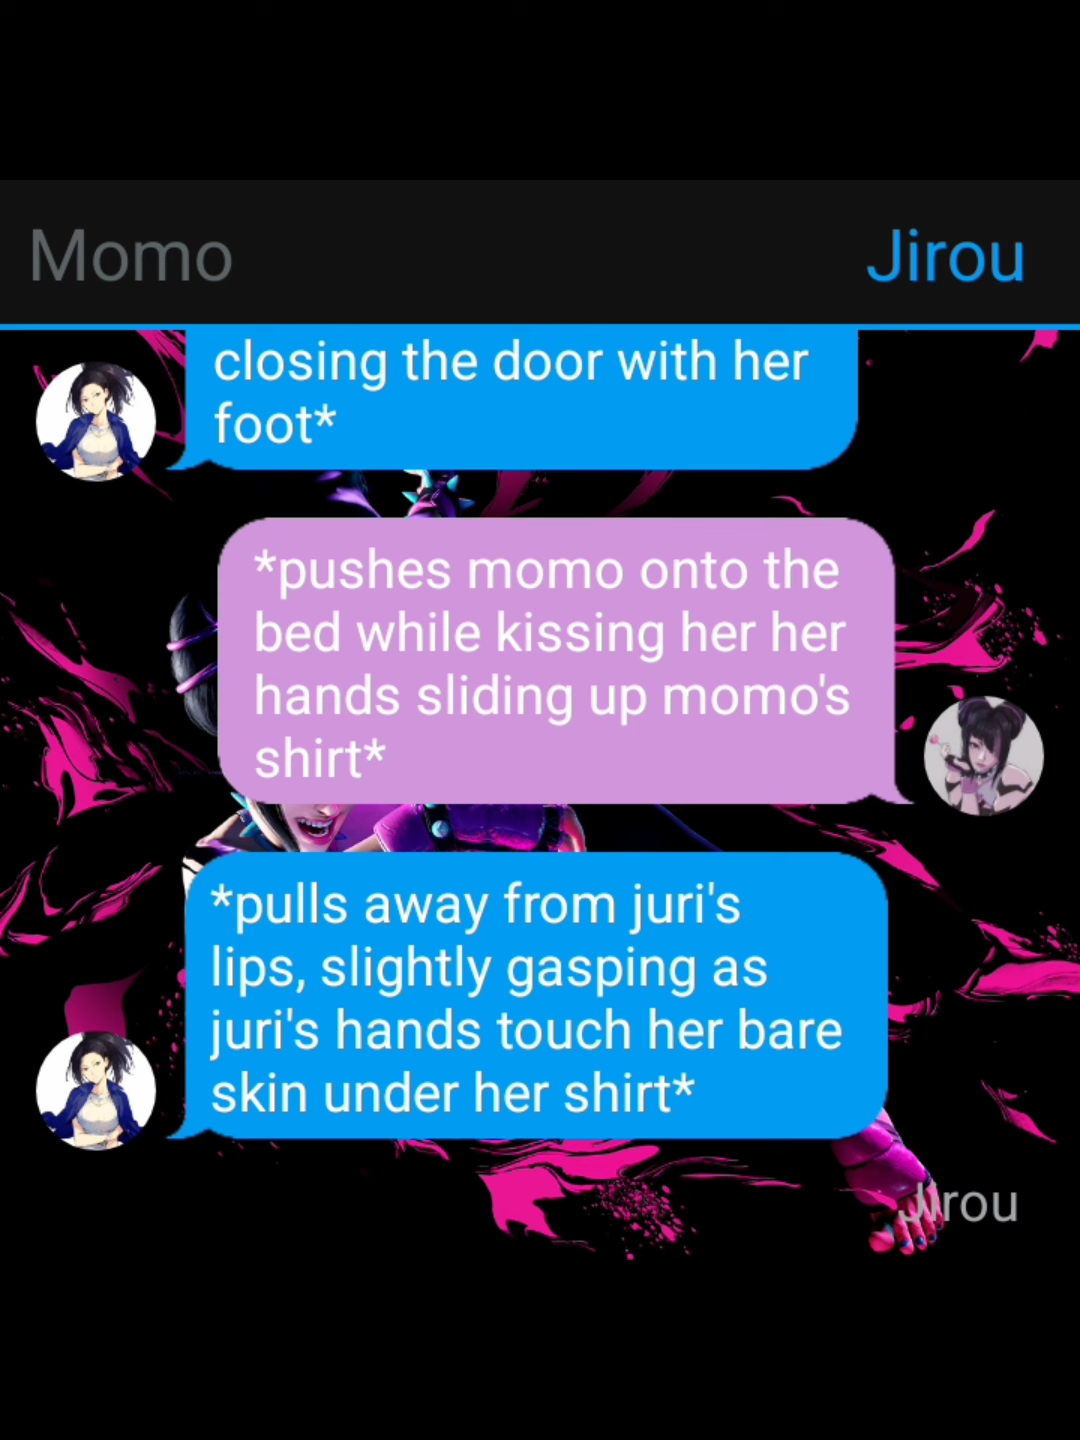 Momo
Jirou
closing the door with her
foot*
*pushes momo onto the
bed while kissing her her
hands sliding up momo's
shirt*
*pulls away from juri's
lips, slightly gasping as
juri's hands touch her bare
skin under her shirt*
Jirou